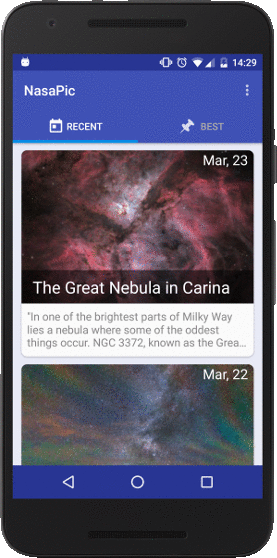 14:29
NasaPic
RECENT
BEST
Mar, 23
The Great Nebula in Carina
"In one of the brightest parts of Milky Way
lies a nebula where some of the oddest
things occur. NGC 3372, known as the Grea...
Mar, 22